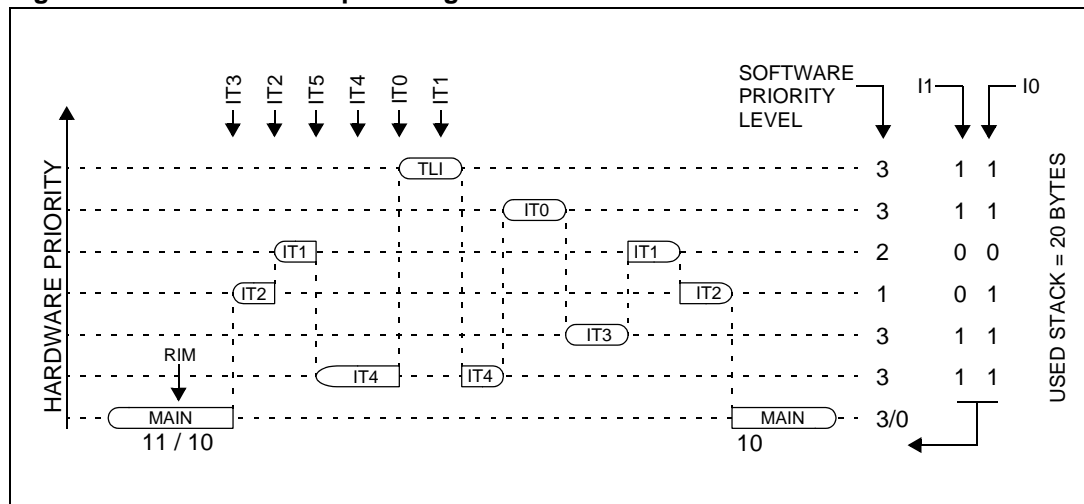 IT3
IT2
IT5
IT4
IT0
IT1
SOFTWARE
PRIORITY
LEVEL
I1
I0
HARDWARE PRIORITY
TLI
3
1 1
IT0
3
1 1
IT1
IT1
2
0 0
IT2
IT2
1
0 1
IT3
3
1 1
RIM
IT4
IT4
3
1 1
MAIN
MAIN
3/0
11 / 10
10
USED STACK = 20 BYTES